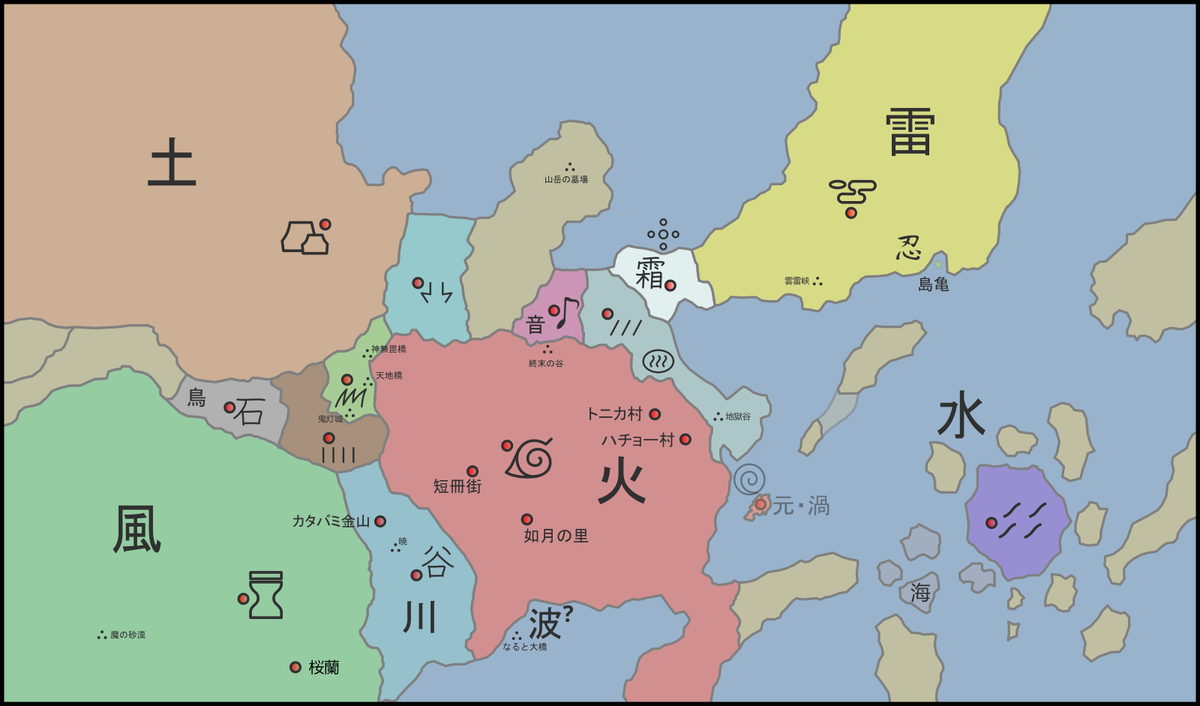 土
雷
山岳の墓場
忍
霜
雲雷峡
島亀
音
神無毘橋
終末の谷
天地橋
鳥
石
鬼灯城
トニカ村
地獄谷
水
ハチョー村
火
短冊街
元・渦
風
カタバミ金山
如月の里
暁
谷
海
川
波?
魔の砂漠
なると大橋
桜蘭